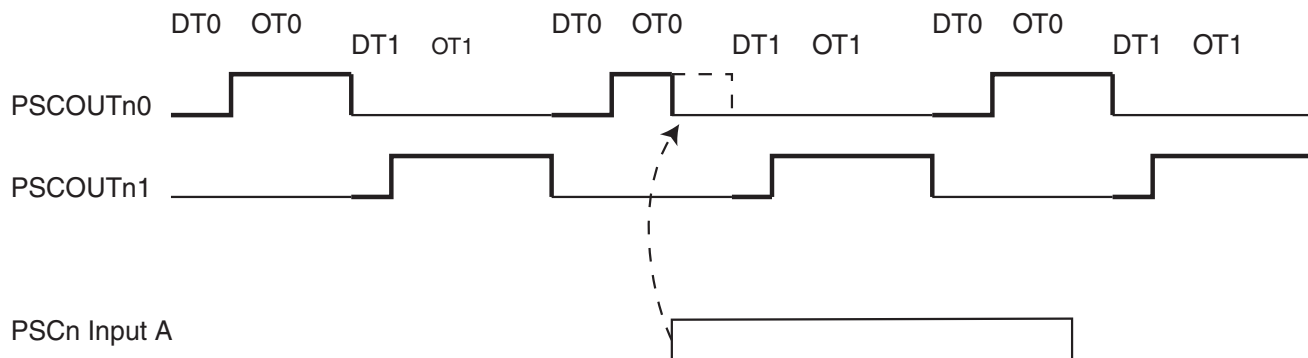 DT0 OT0 DT1 OT1 DT0 OT0 DT1 OT1 DT0 OT0 DT1 OT1
PSCOUTn0
PSCOUTn1
PSCn Input A